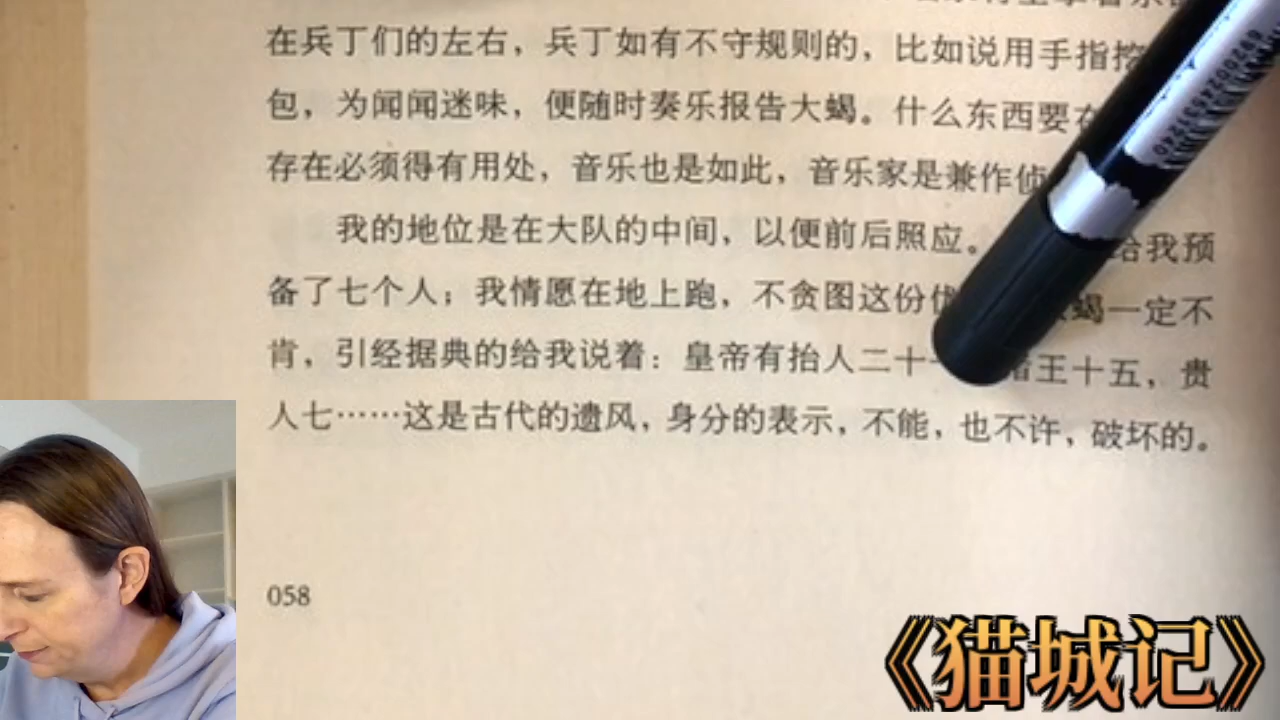 在兵丁们的左右，兵丁如有不守规则的，比如说用手指挖
包，为闻闻迷味，便随时奏乐报告大蝎。什么东西要在
存在必须得有用处，音乐也是如此，音乐家是兼作侦
我的地位是在大队的中间，以便前后照应。给我预
备了七个人；我情愿在地上跑，不贪图这份 蝎一定不
肯，引经据典的给我说着：皇帝有抬人二十 诸王十五，贵
人七……这是古代的遗风，身分的表示，不能，也不许，破坏的。
058
《猫城记》